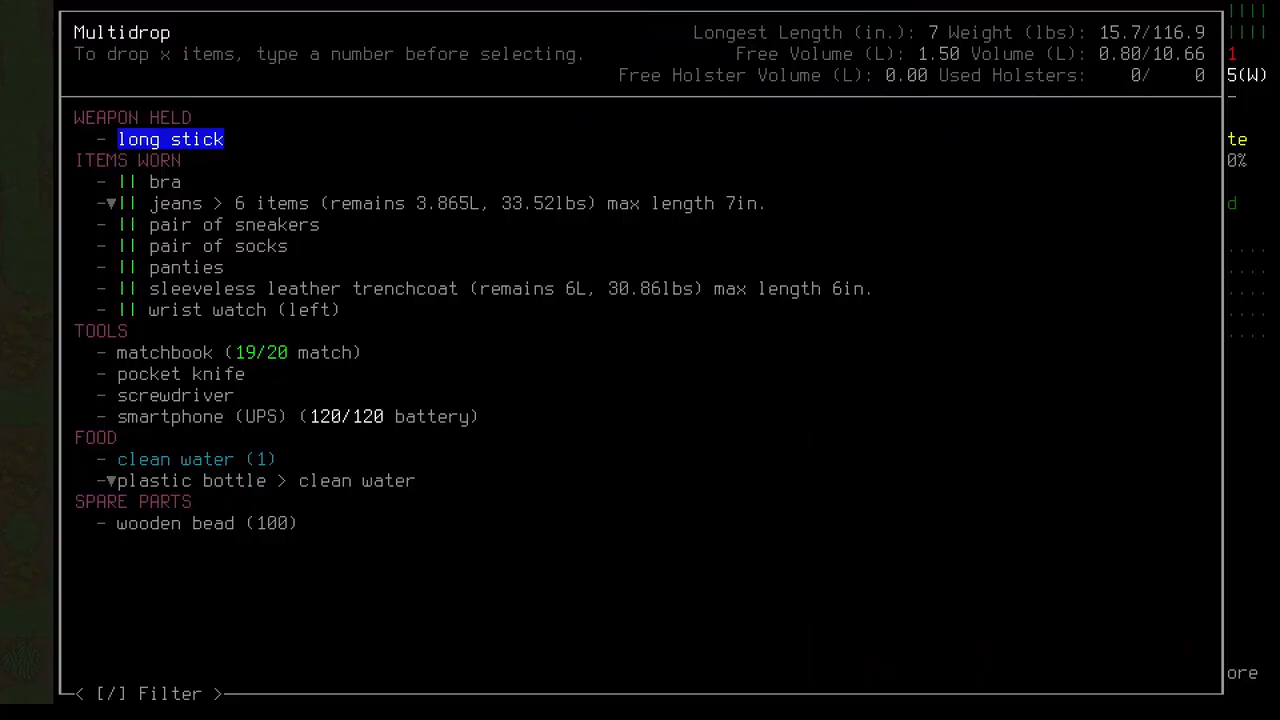 Multidrop Longest Length (in.): 7 Weight (lbs): 15.7/116.9
To drop x items, type a number before selecting. Free Volume (L): 1.50 Volume (L): 0.80/10.66 1
Free Holster Volume (L): 0.00 Used Holsters: 0/ 0 5(W)
WEAPON HELD
- long stick te
ITEMS WORN 0%
- || bra
-▼|| jeans > 6 items (remains 3.865L, 33.52lbs) max length 7in. d
- || pair of sneakers
- || pair of socks
- || panties
- || sleeveless leather trenchcoat (remains 6L, 30.86lbs) max length 6in.
- || wrist watch (left)
TOOLS
- matchbook (19/20 match)
- pocket knife
- screwdriver
- smartphone (UPS) (120/120 battery)
FOOD
- clean water (1)
-▼plastic bottle > clean water
SPARE PARTS
- wooden bead (100)
ore
< [/] Filter >